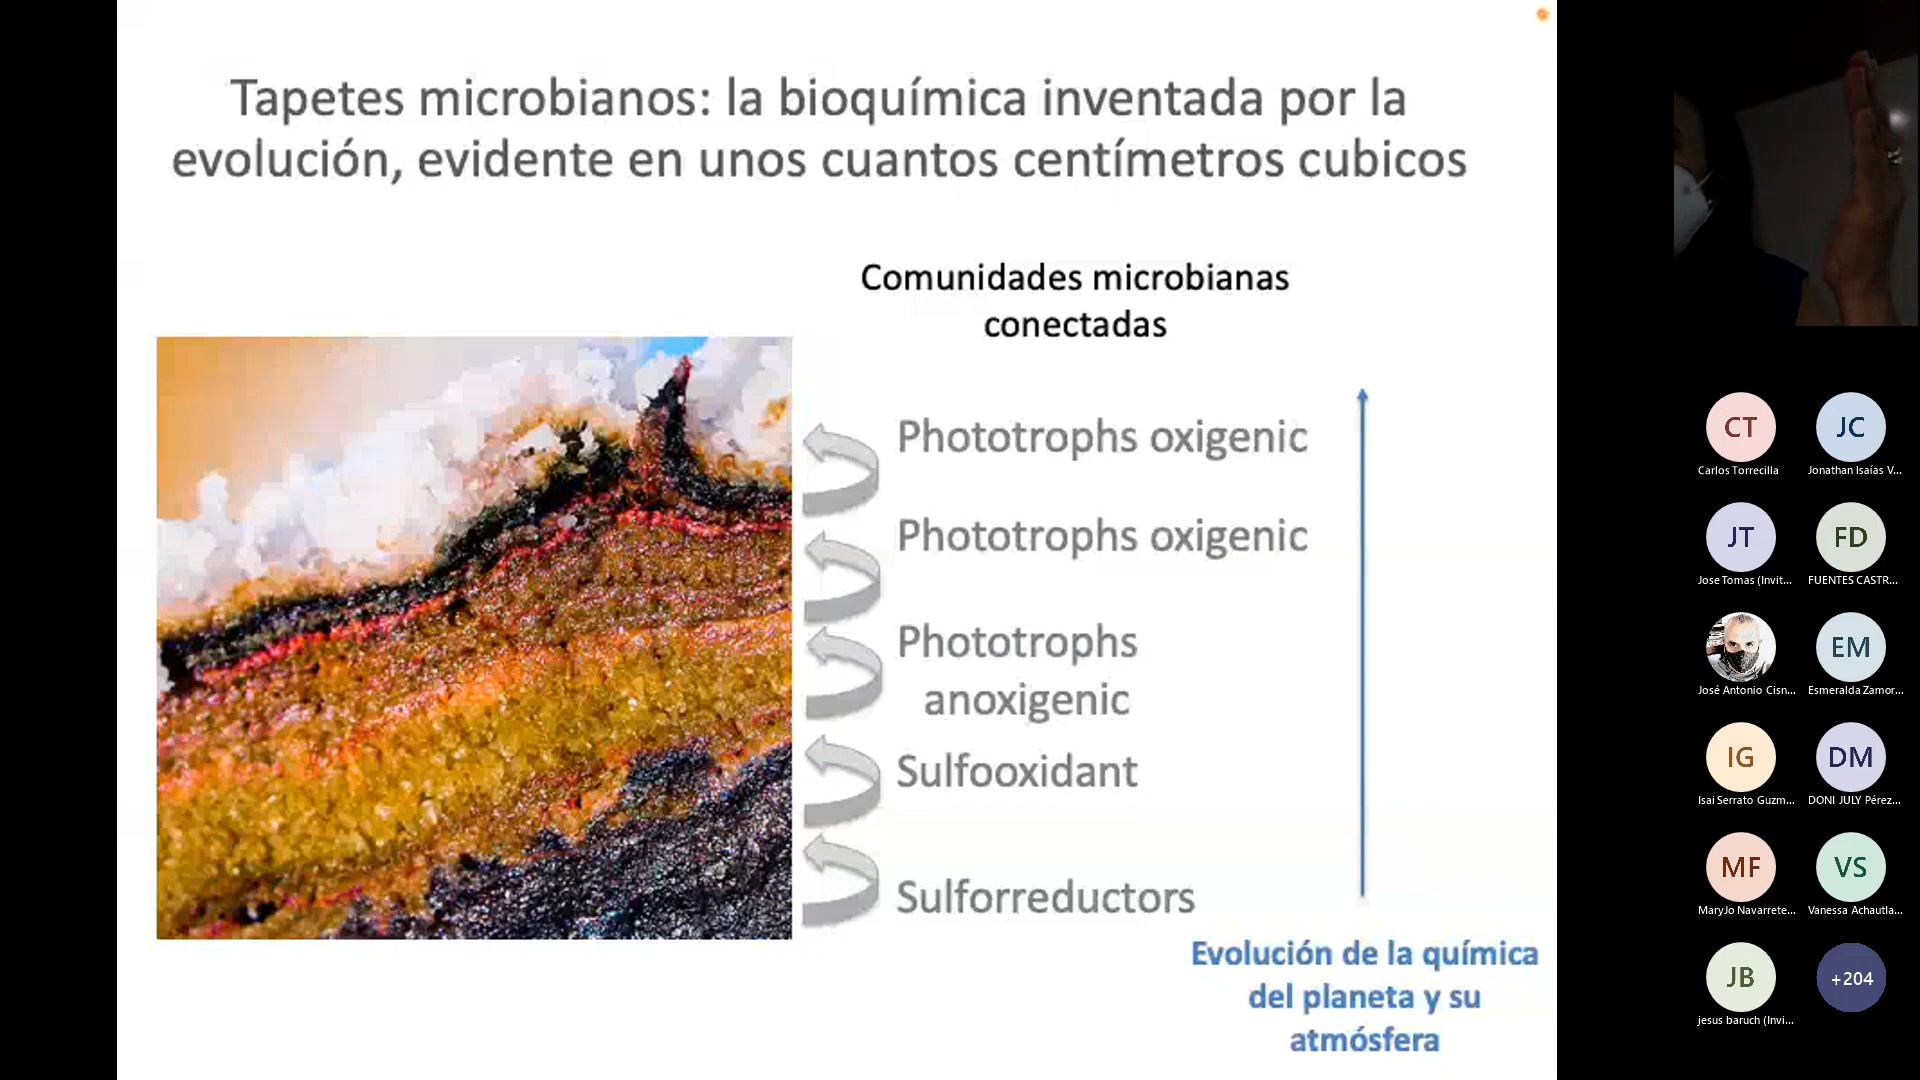 Tapetes microbianos: la bioquímica inventada por la
evolución, evidente en unos cuantos centímetros cubicos
Comunidades microbianas
conectadas
Phototrophs oxigenic
Phototrophs oxigenic
Phototrophs
anoxigenic
Sulfooxidant
Sulforreductors
Evolución de la química
del planeta y su
atmósfera
CT
Carlos Torrecilla
JC
Jonathan Isaías V...
JT
Jose Tomas (Invit...
FD
FUENTES CASTR...
José Antonio Cisn...
EM
Esmeralda Zamor...
IG
Isai Serrato Guzm...
DM
DONI JULY Pérez...
MF
MaryJo Navarrete...
VS
Vanessa Achautla...
JB
jesus baruch (Invi...
+204